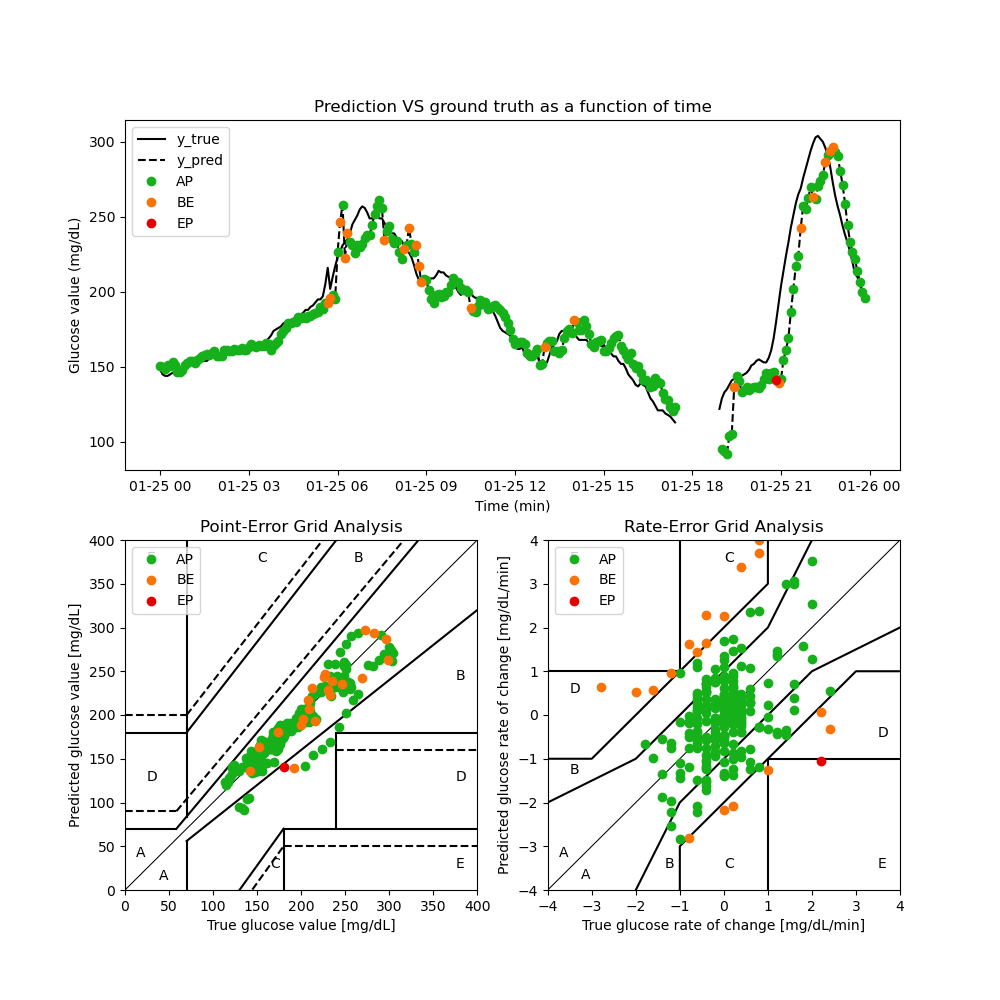 Prediction VS ground truth as a function of time
Glucose value (mg/dL)
300
250
200
150
100
y_true
y_pred
AP
BE
EP
01-25 00 01-25 03 01-25 06 01-25 09 01-25 12 01-25 15 01-25 18 01-25 21 01-26 00
Time (min)
Point-Error Grid Analysis
Predicted glucose value [mg/dL]
400
350
300
250
200
150
100
50
0
AP
BE
EP
C
B
B
D
D
A
A
C
E
0 50 100 150 200 250 300 350 400
True glucose value [mg/dL]
Rate-Error Grid Analysis
Predicted glucose rate of change [mg/dL/min]
4
3
2
1
0
−1
−2
−3
−4
AP
BE
EP
C
D
D
B
A
A
B
C
E
−4 −3 −2 −1 0 1 2 3 4
True glucose rate of change [mg/dL/min]